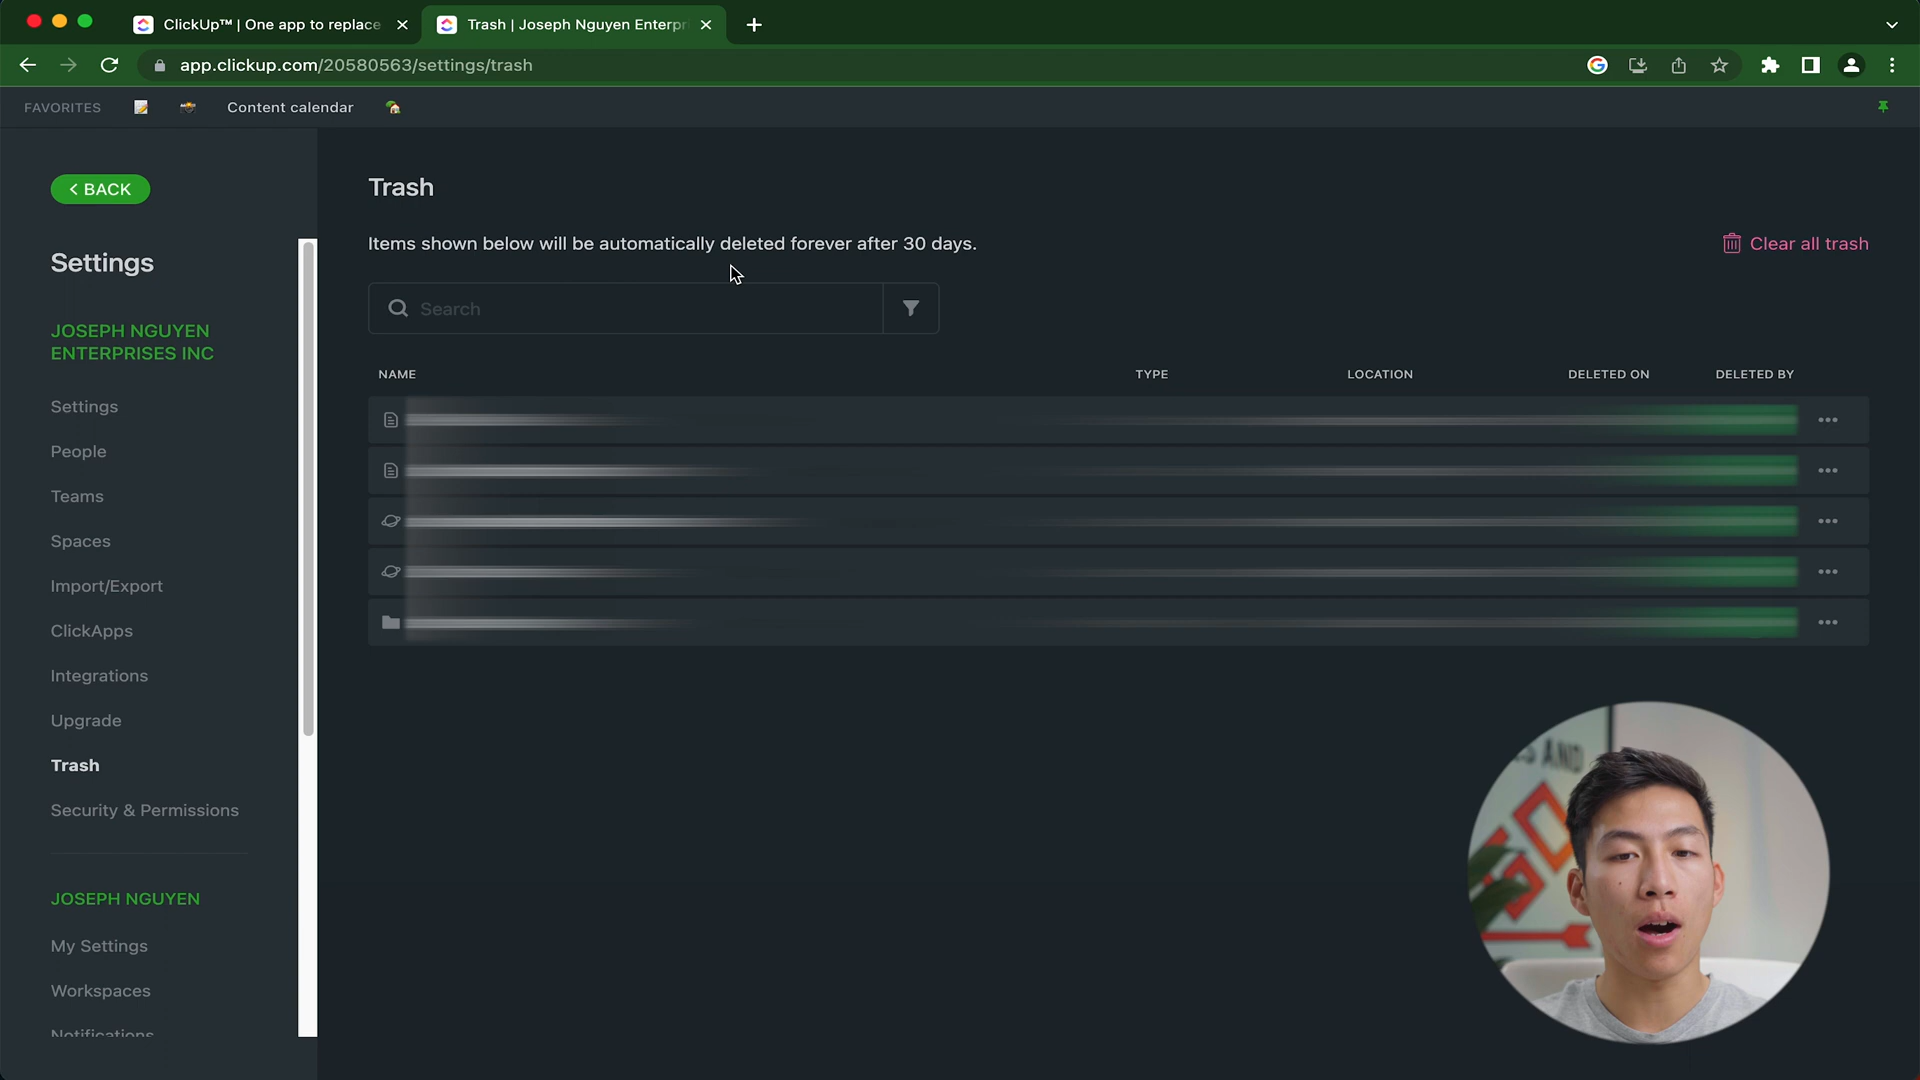 ClickUp™ | One app to replace
Trash | Joseph Nguyen Enterpr
app.clickup.com/20580563/settings/trash
FAVORITES
Content calendar
BACK
Settings
JOSEPH NGUYEN
ENTERPRISES INC
Settings
People
Teams
Spaces
Import/Export
ClickApps
Integrations
Upgrade
Trash
Security & Permissions
JOSEPH NGUYEN
My Settings
Workspaces
Notifications
Trash
Items shown below will be automatically deleted forever after 30 days.
Clear all trash
Search
NAME TYPE LOCATION DELETED ON DELETED BY